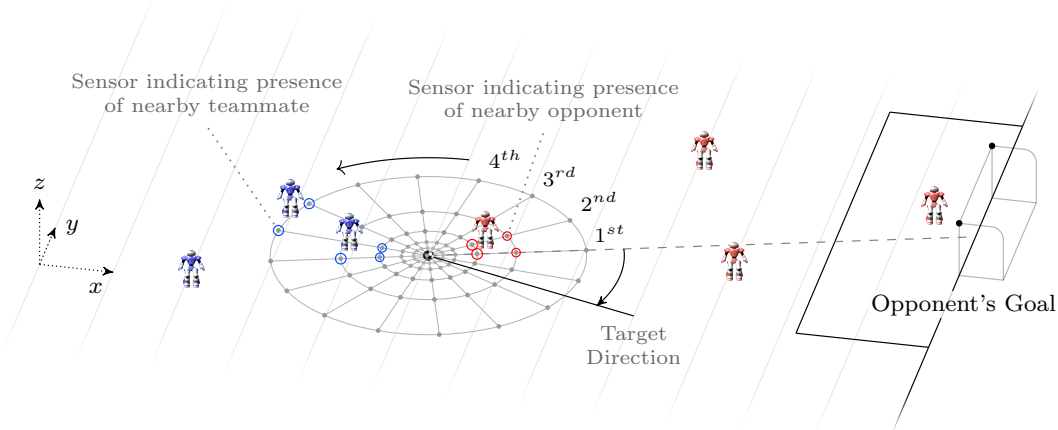 Sensor indicating presence
of nearby teammate
Sensor indicating presence
of nearby opponent
4th
3rd
2nd
1st
z
y
x
Opponent's Goal
Target
Direction